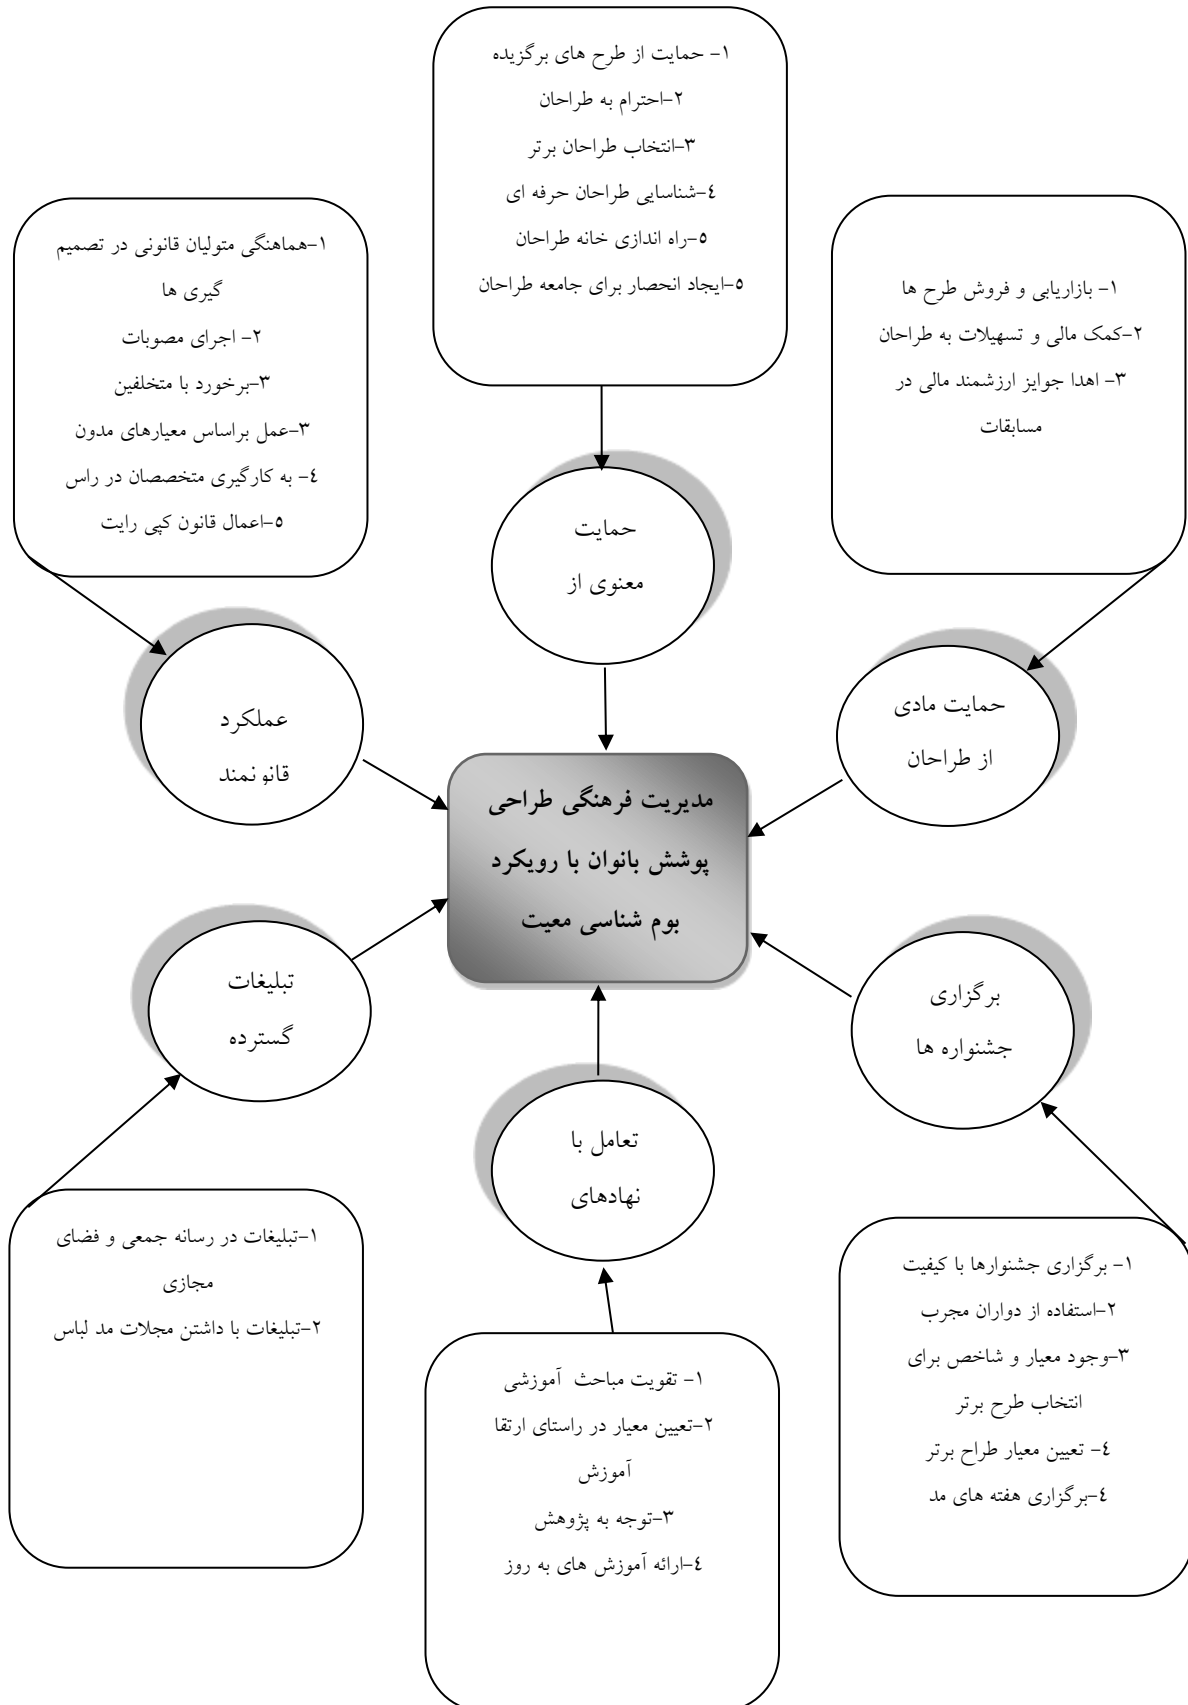 ۱- حمایت از طرح های برگزیده
۲-احترام به طراحان
۳-انتخاب طراحان برتر
٤-شناسایی طراحان حرفه ای
٥-راه اندازی خانه طراحان
٥-ایجاد انحصار برای جامعه طراحان
۱- بازاریابی و فروش طرح ها
۲-کمک مالی و تسهیلات به طراحان
۳- اهدا جوایز ارزشمند مالی در
مسابقات
۱-هماهنگی متولیان قانونی در تصمیم
گیری ها
۲- اجرای مصوبات
۳-برخورد با متخلفین
۳-عمل براساس معیارهای مدون
٤- به کارگیری متخصصان در راس
٥-اعمال قانون کپی رایت
حمایت
معنوی از
حمایت مادی
از طراحان
عملکرد
قانونمند
مدیریت فرهنگی طراحی
پوشش بانوان با رویکرد
بوم شناسی معیت
برگزاری
جشنواره ها
تبلیغات
گسترده
تعامل با
نهادهای
۱- برگزاری جشنوارها با کیفیت
۲-استفاده از دواران مجرب
۳-وجود معیار و شاخص برای
انتخاب طرح برتر
٤- تعیین معیار طراح برتر
٤-برگزاری هفته های مد
۱-تبلیغات در رسانه جمعی و فضای
مجازی
۲-تبلیغات با داشتن مجلات مد لباس
۱- تقویت مباحث آموزشی
۲-تعیین معیار در راستای ارتقا
آموزش
۳-توجه به پژوهش
٤-ارائه آموزش های به روز